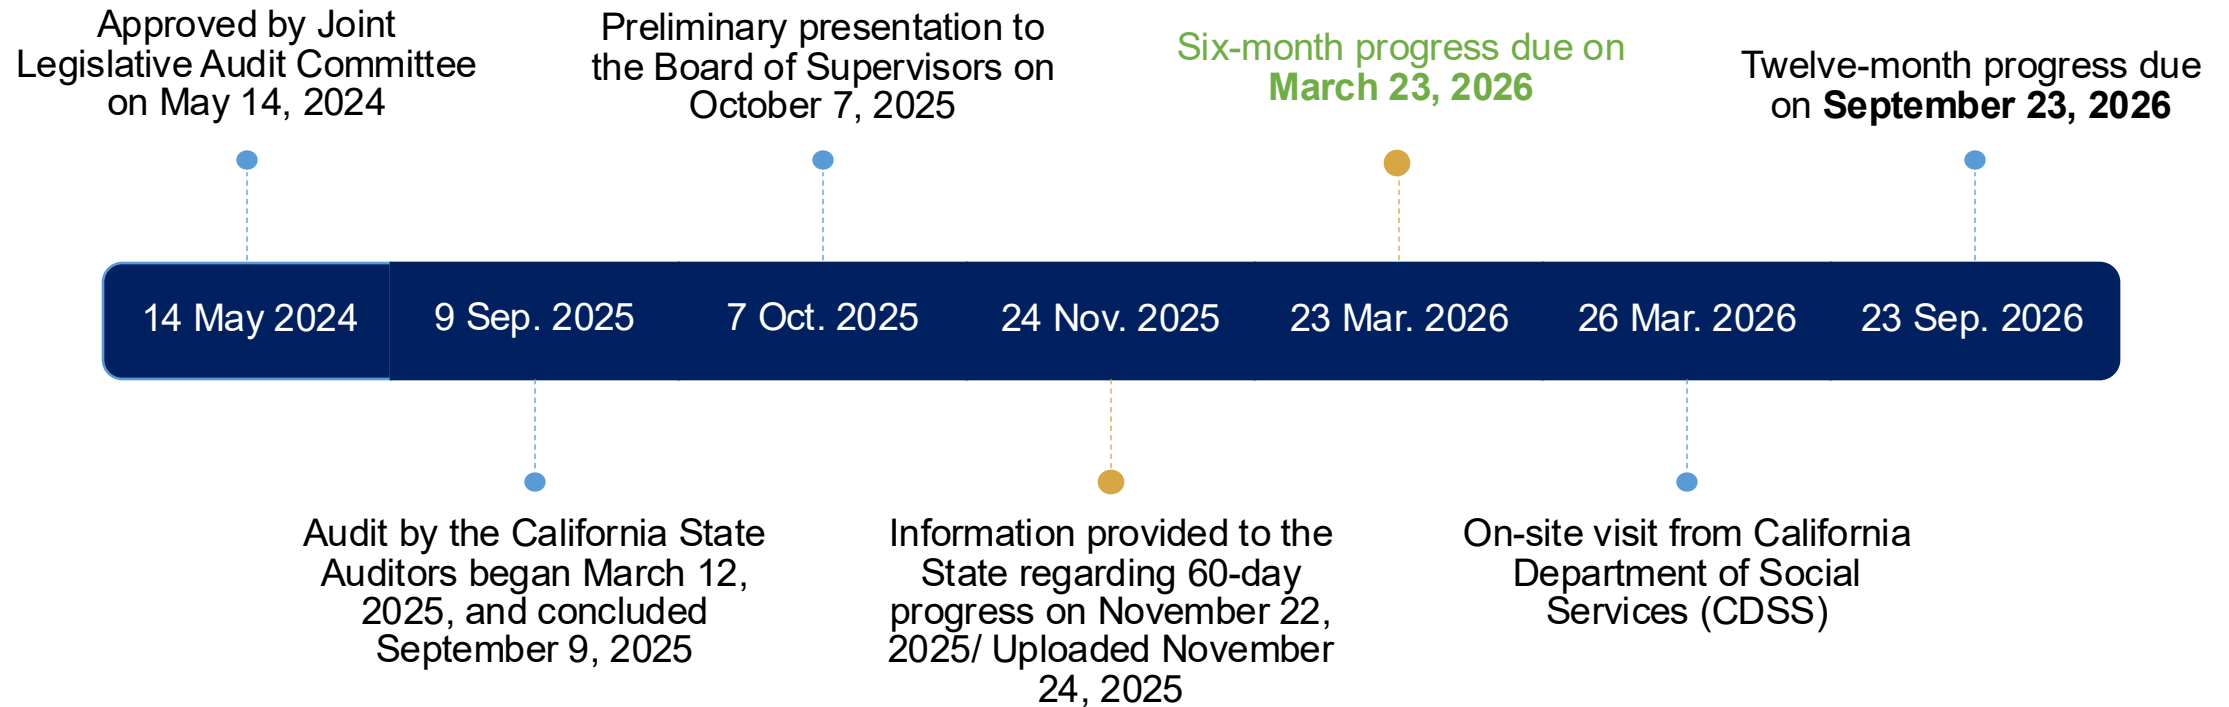 Approved by Joint
Legislative Audit Committee
on May 14, 2024
Preliminary presentation to
the Board of Supervisors on
October 7, 2025
Six-month progress due on
March 23, 2026
Twelve-month progress due
on September 23, 2026
14 May 2024
9 Sep. 2025
7 Oct. 2025
24 Nov. 2025
23 Mar. 2026
26 Mar. 2026
23 Sep. 2026
Audit by the California State
Auditors began March 12,
2025, and concluded
September 9, 2025
Information provided to the
State regarding 60-day
progress on November 22,
2025/ Uploaded November
24, 2025
On-site visit from California
Department of Social
Services (CDSS)